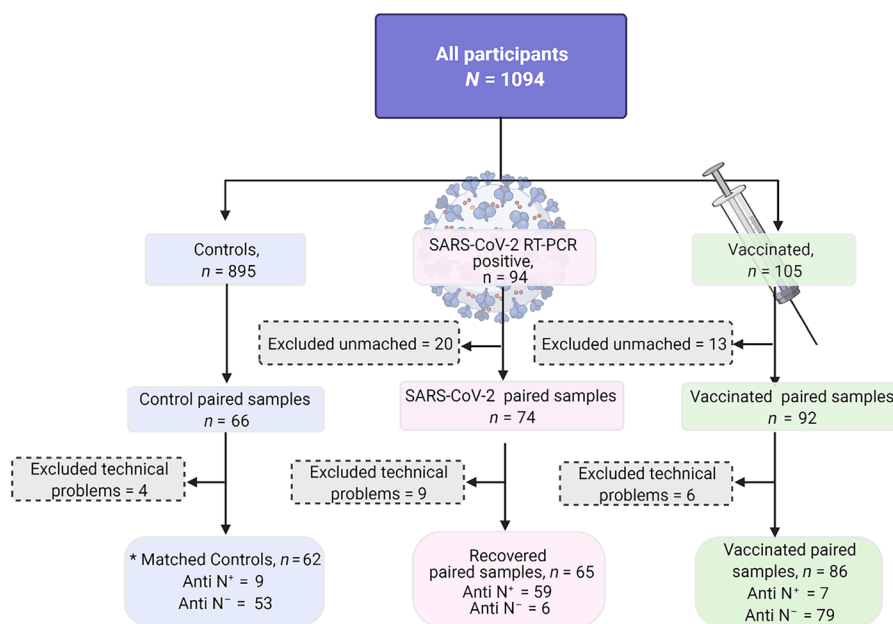 All participants
N = 1094
Controls,
n = 895
SARS-CoV-2 RT-PCR
positive,
n = 94
Vaccinated,
n = 105
Excluded unmached = 20
Excluded unmached = 13
Control paired samples
n = 66
SARS-CoV-2 paired samples
n = 74
Vaccinated paired samples
n = 92
Excluded technical
problems = 4
Excluded technical
problems = 9
Excluded technical
problems = 6
* Matched Controls, n = 62
Anti N⁺ = 9
Anti N⁻ = 53
Recovered
paired samples, n = 65
Anti N⁺ = 59
Anti N⁻ = 6
Vaccinated paired
samples, n = 86
Anti N⁺ = 7
Anti N⁻ = 79